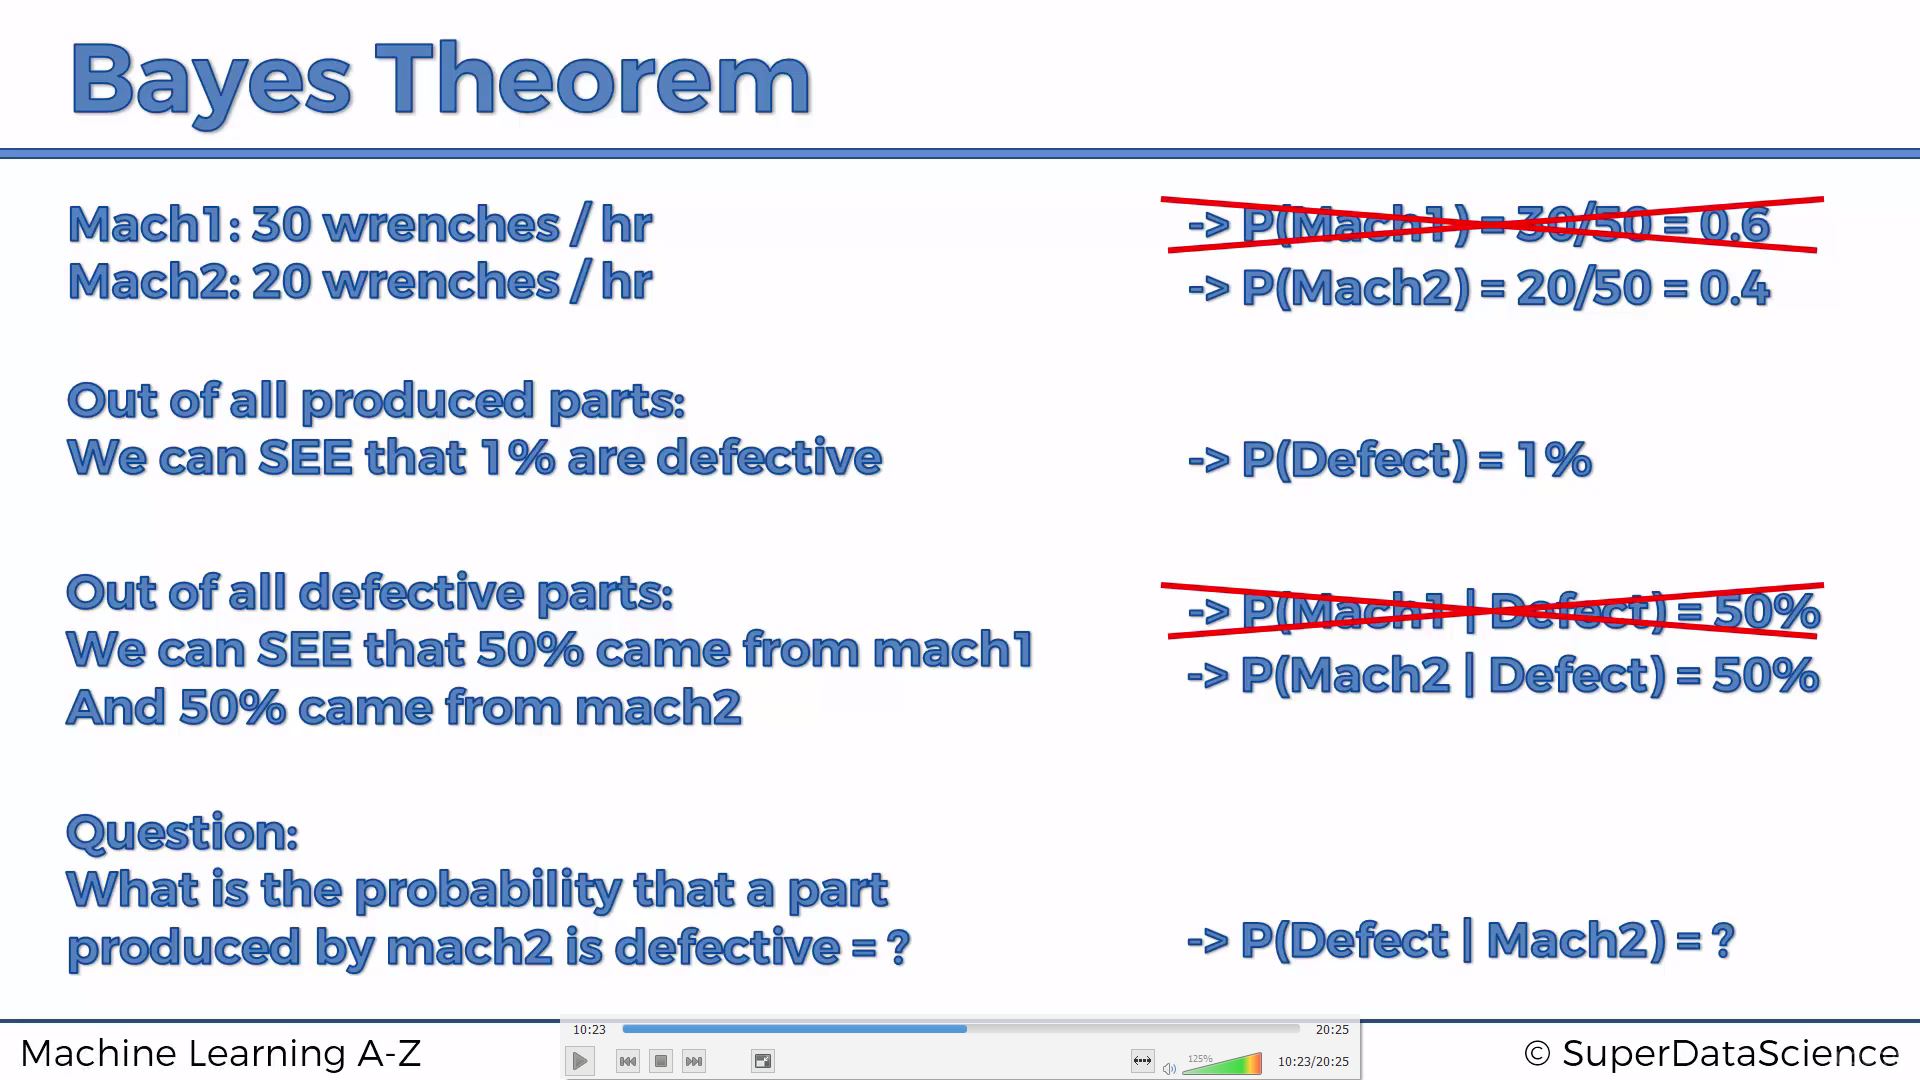 Bayes Theorem
Mach1: 30 wrenches / hr
Mach2: 20 wrenches / hr
-> P(Mach1) = 30/50 = 0.6
-> P(Mach2) = 20/50 = 0.4
Out of all produced parts:
We can SEE that 1% are defective
-> P(Defect) = 1%
Out of all defective parts:
We can SEE that 50% came from mach1
And 50% came from mach2
-> P(Mach1 | Defect) = 50%
-> P(Mach2 | Defect) = 50%
Question:
What is the probability that a part
produced by mach2 is defective = ?
-> P(Defect | Mach2) = ?
Machine Learning A-Z
10:23
20:25
125%
10:23/20:25
© SuperDataScience